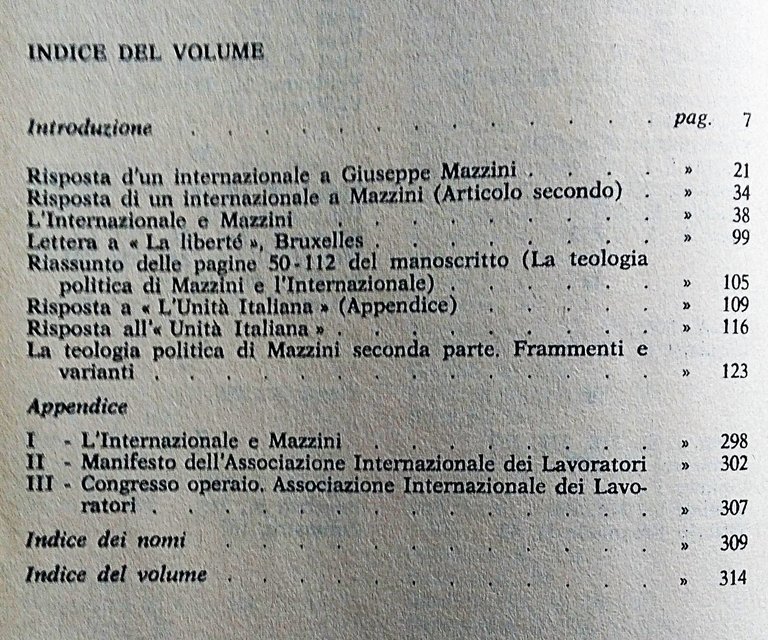 INDICE DEL VOLUME
Introduzione . . . . . . . . . . . . pag. 7
Risposta d'un internazionale a Giuseppe Mazzini . . . . » 21
Risposta di un internazionale a Mazzini (Articolo secondo) . » 34
L'Internazionale e Mazzini . . . . . . . . . » 38
Lettera a « La liberté », Bruxelles . . . . . . . » 99
Riassunto delle pagine 50-112 del manoscritto (La teologia
politica di Mazzini e l'Internazionale) . . . . . . » 105
Risposta a « L'Unità Italiana » (Appendice) . . . . . » 109
Risposta all'« Unità Italiana » . . . . . . . . . » 116
La teologia politica di Mazzini seconda parte. Frammenti e
varianti . . . . . . . . . . . . » 123
Appendice
I - L'Internazionale e Mazzini . . . . . . . . » 298
II - Manifesto dell'Associazione Internazionale dei Lavoratori » 302
III - Congresso operaio. Associazione Internazionale dei Lavo-
ratori . . . . . . . . . . . . » 307
Indice dei nomi . . . . . . . . . . . » 309
Indice del volume . . . . . . . . . . . » 314